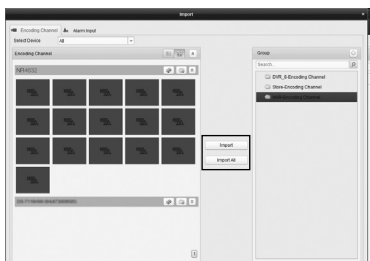 Import
Encoding Channel
Alarm Input
Select Device
All
Encoding Channel
Group
Search...
DVR_8-Encoding Channel
Store-Encoding Channel
Import
Import All